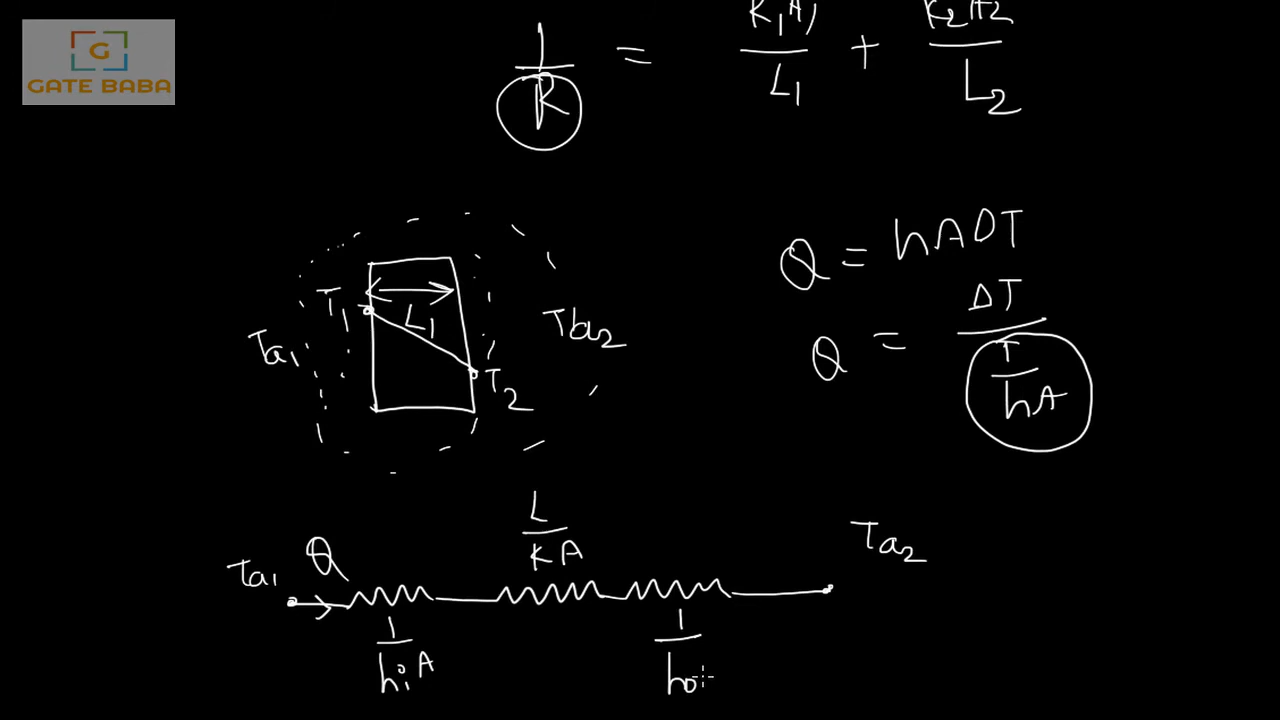 G
GATE BABA
1/R = K1A1/L1 + K2A2/L2
Q = hAΔT
Q = ΔT / (1/hA)
T1
L1
Ta1
Ta2
T2
L/KA
Ta1
Q
Ta2
1/hiA
1/ho